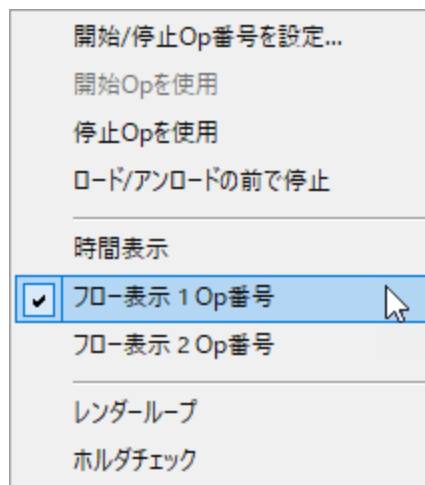 開始/停止Op番号を設定...
開始Opを使用
停止Opを使用
ロード/アンロードの前で停止
時間表示
フロー表示 1 Op番号
フロー表示 2 Op番号
レンダーループ
ホルダチェック